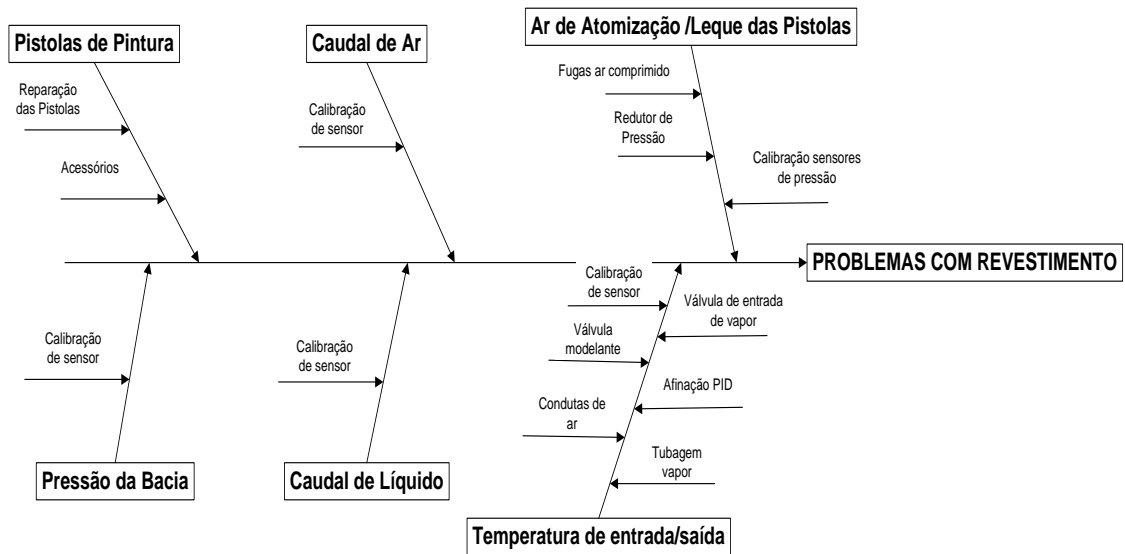 Pistolas de Pintura
Caudal de Ar
Ar de Atomização /Leque das Pistolas
Reparação
das Pistolas
Acessórios
Calibração
de sensor
Fugas ar comprimido
Redutor de
Pressão
Calibração sensores
de pressão
PROBLEMAS COM REVESTIMENTO
Calibração
de sensor
Pressão da Bacia
Calibração
de sensor
Caudal de Líquido
Calibração
de sensor
Válvula de entrada
de vapor
Válvula
modelante
Afinação PID
Condutas de
ar
Tubagem
vapor
Temperatura de entrada/saída